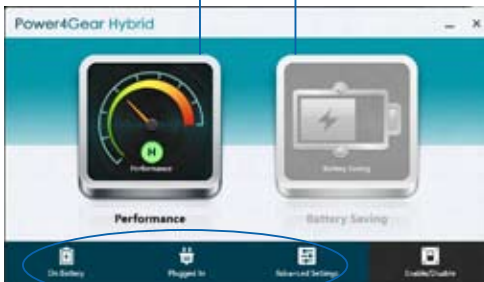 Power4Gear Hybrid
H
Performance
Battery Saving
Performance
Battery Saving
On Battery
Plugged In
Advanced Settings
Enable/Disable